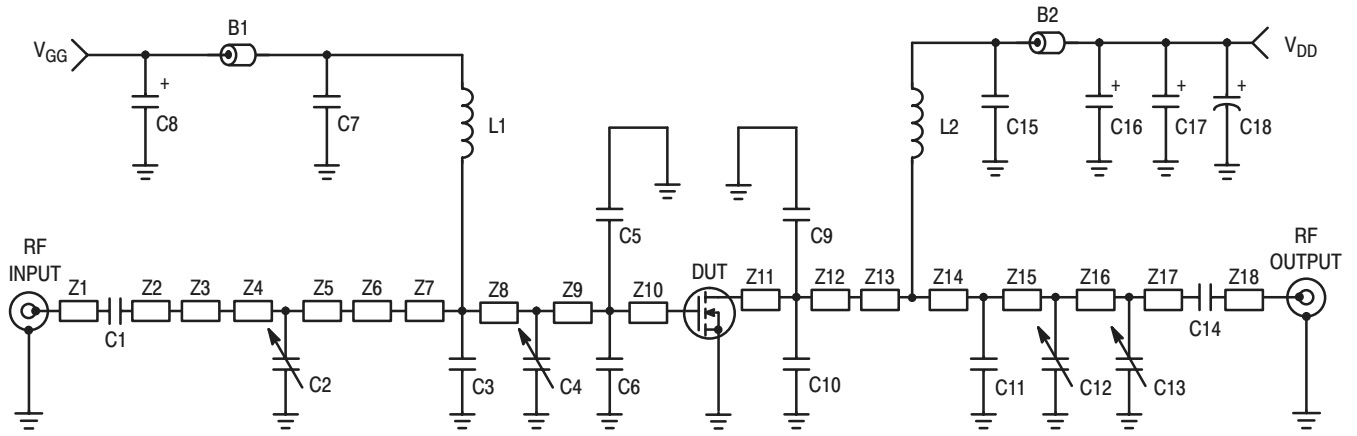 V_GG
B1
+
C8
C7
L1
B2
V_DD
L2
C15
+
C16
+
C17
+
C18
C5
C9
RF
INPUT
Z1
C1
Z2
Z3
Z4
C2
Z5
Z6
Z7
C3
Z8
C4
Z9
C6
Z10
DUT
Z11
C10
Z12
Z13
Z14
C11
Z15
C12
Z16
C13
Z17
C14
Z18
RF
OUTPUT